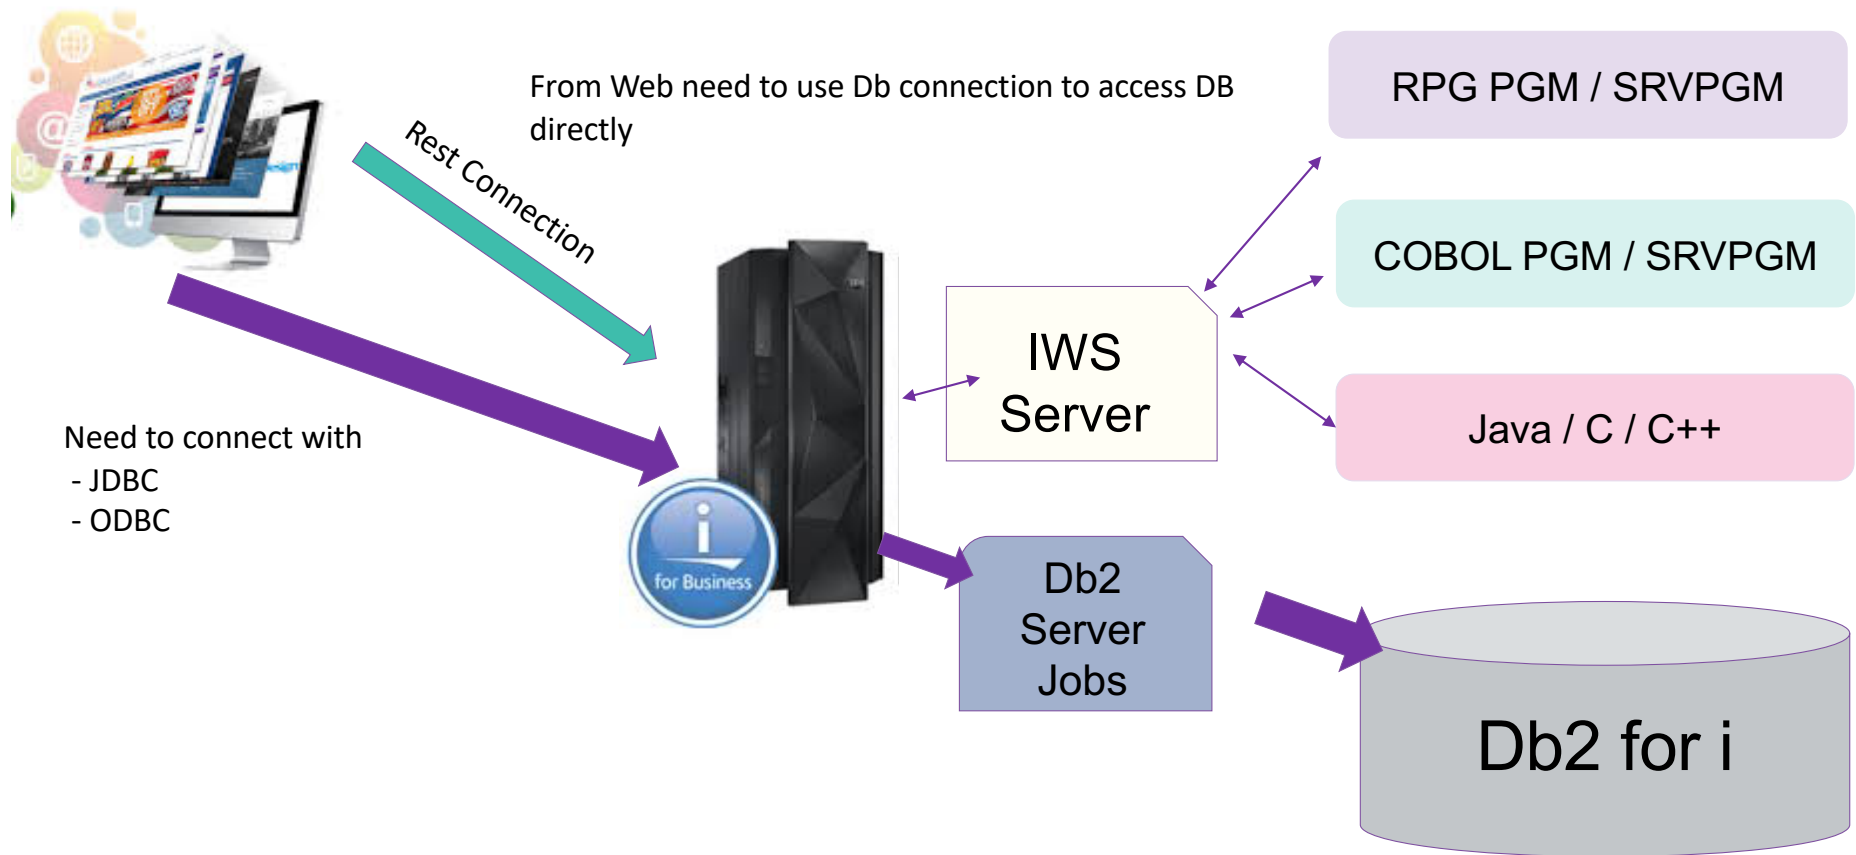 From Web need to use Db connection to access DB
directly
Rest Connection
RPG PGM / SRVPGM
COBOL PGM / SRVPGM
IWS
Server
Java / C / C++
Need to connect with
- JDBC
- ODBC
i
for Business
Db2
Server
Jobs
Db2 for i